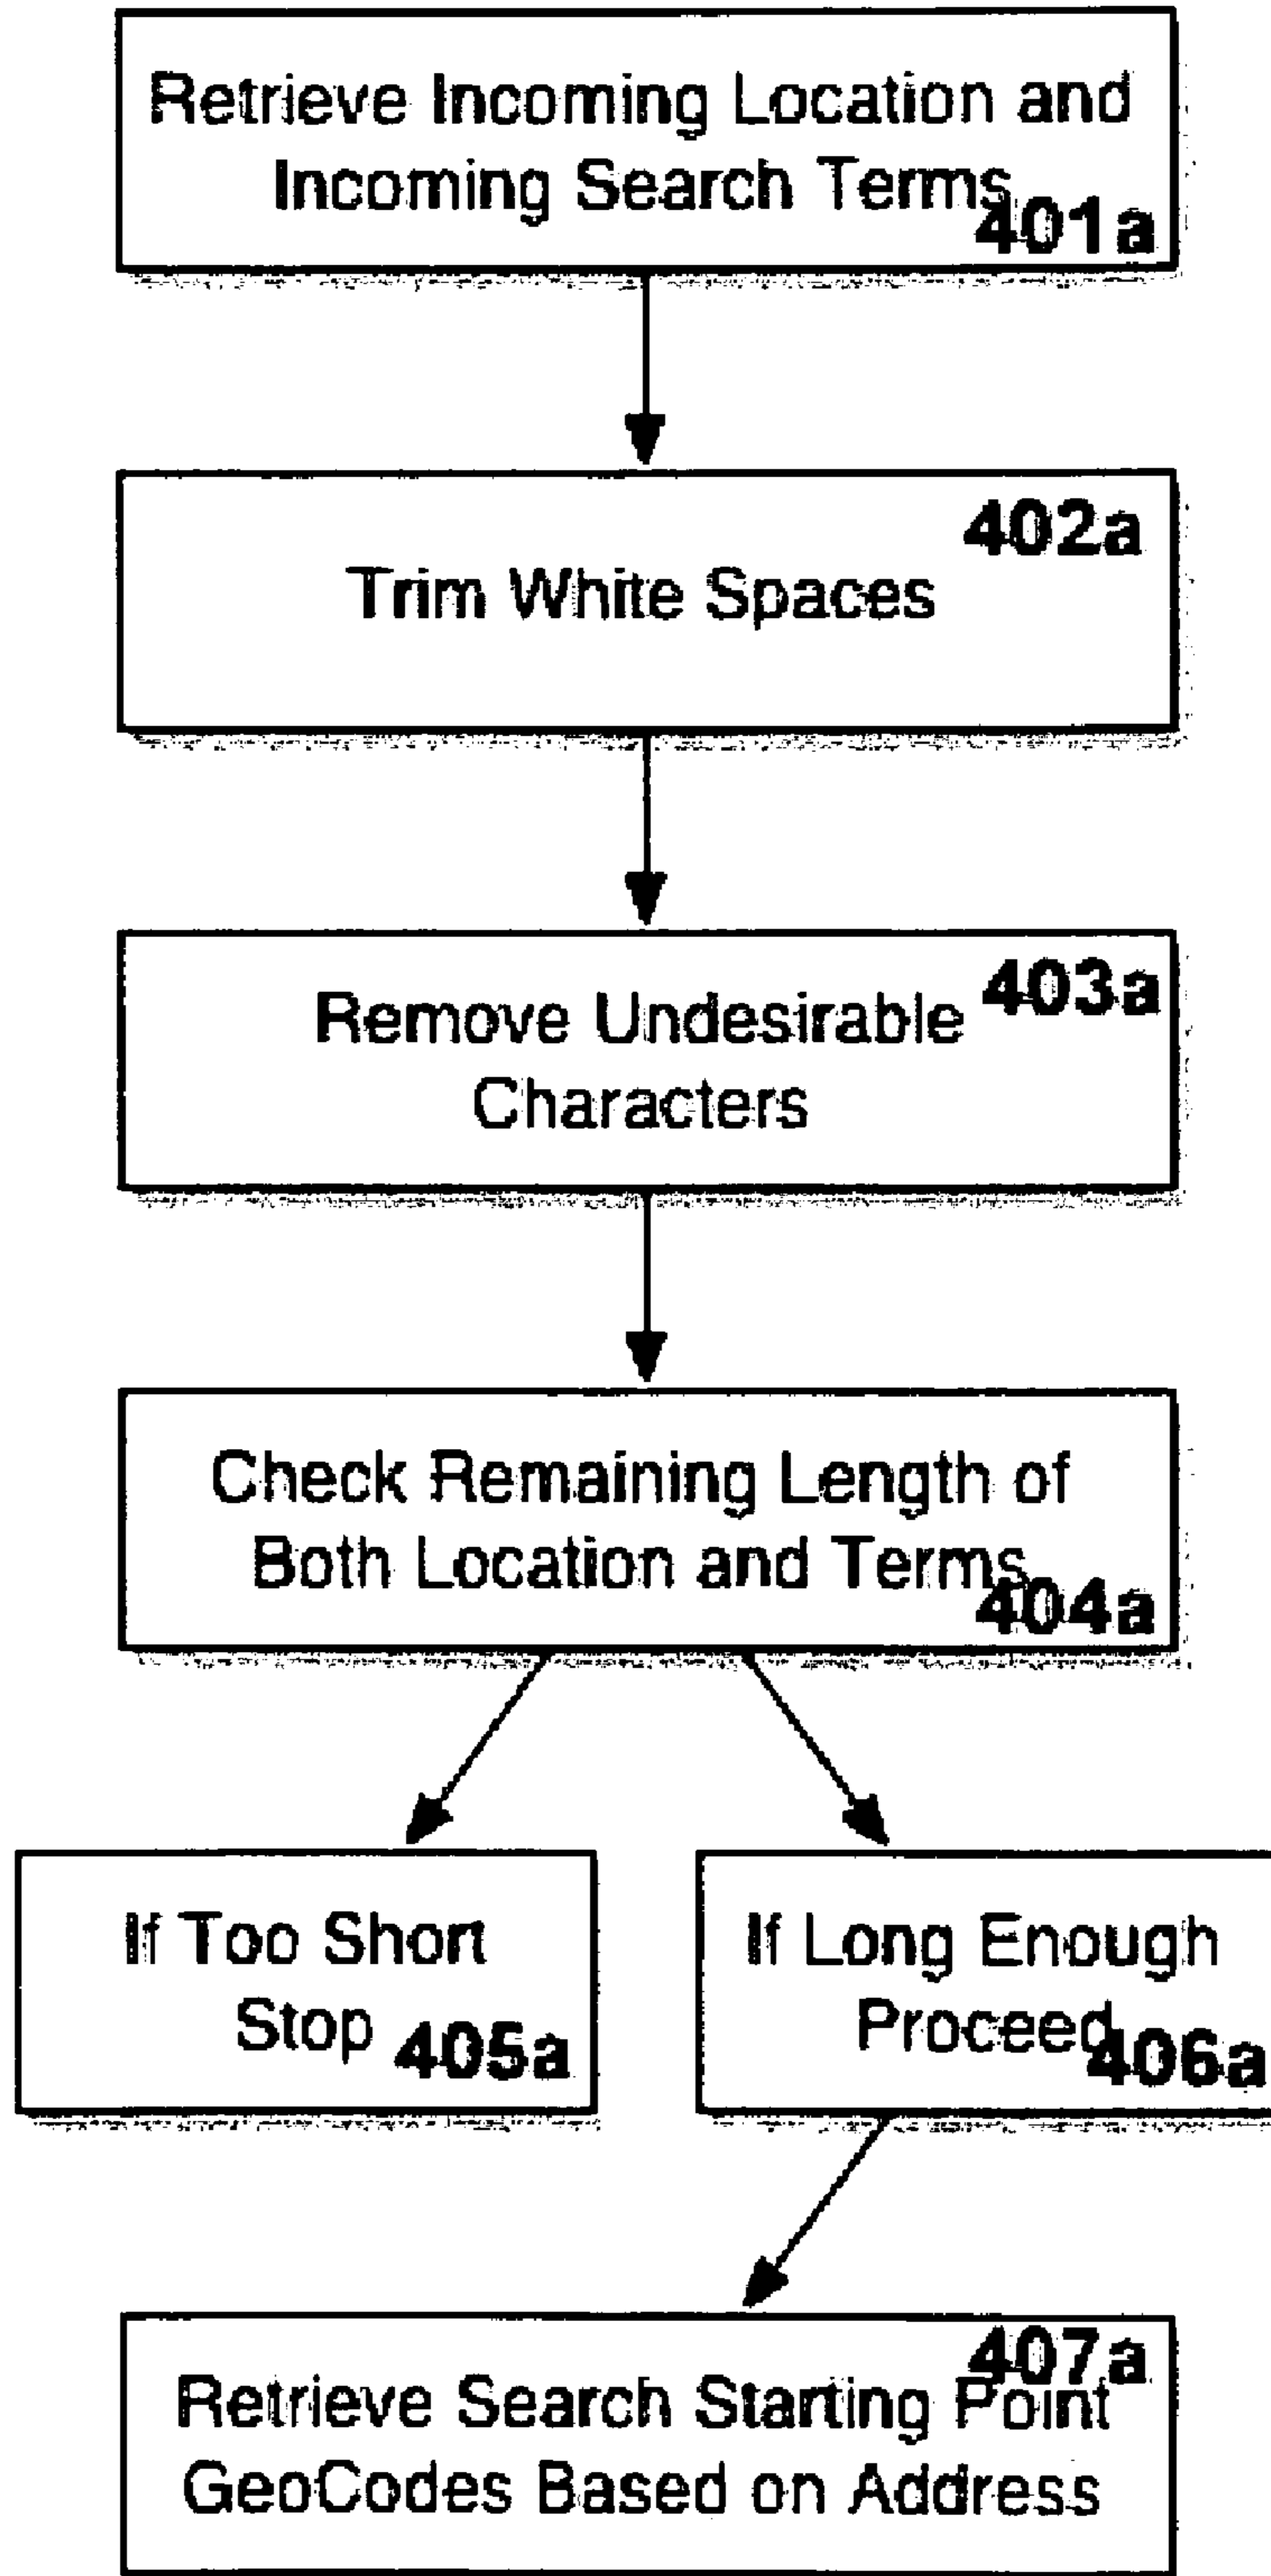 Retrieve Incoming Location and
Incoming Search Terms
401a
402a
Trim White Spaces
403a
Remove Undesirable
Characters
Check Remaining Length of
Both Location and Terms
404a
If Too Short
Stop 405a
If Long Enough
Proceed 406a
407a
Retrieve Search Starting Point
GeoCodes Based on Address